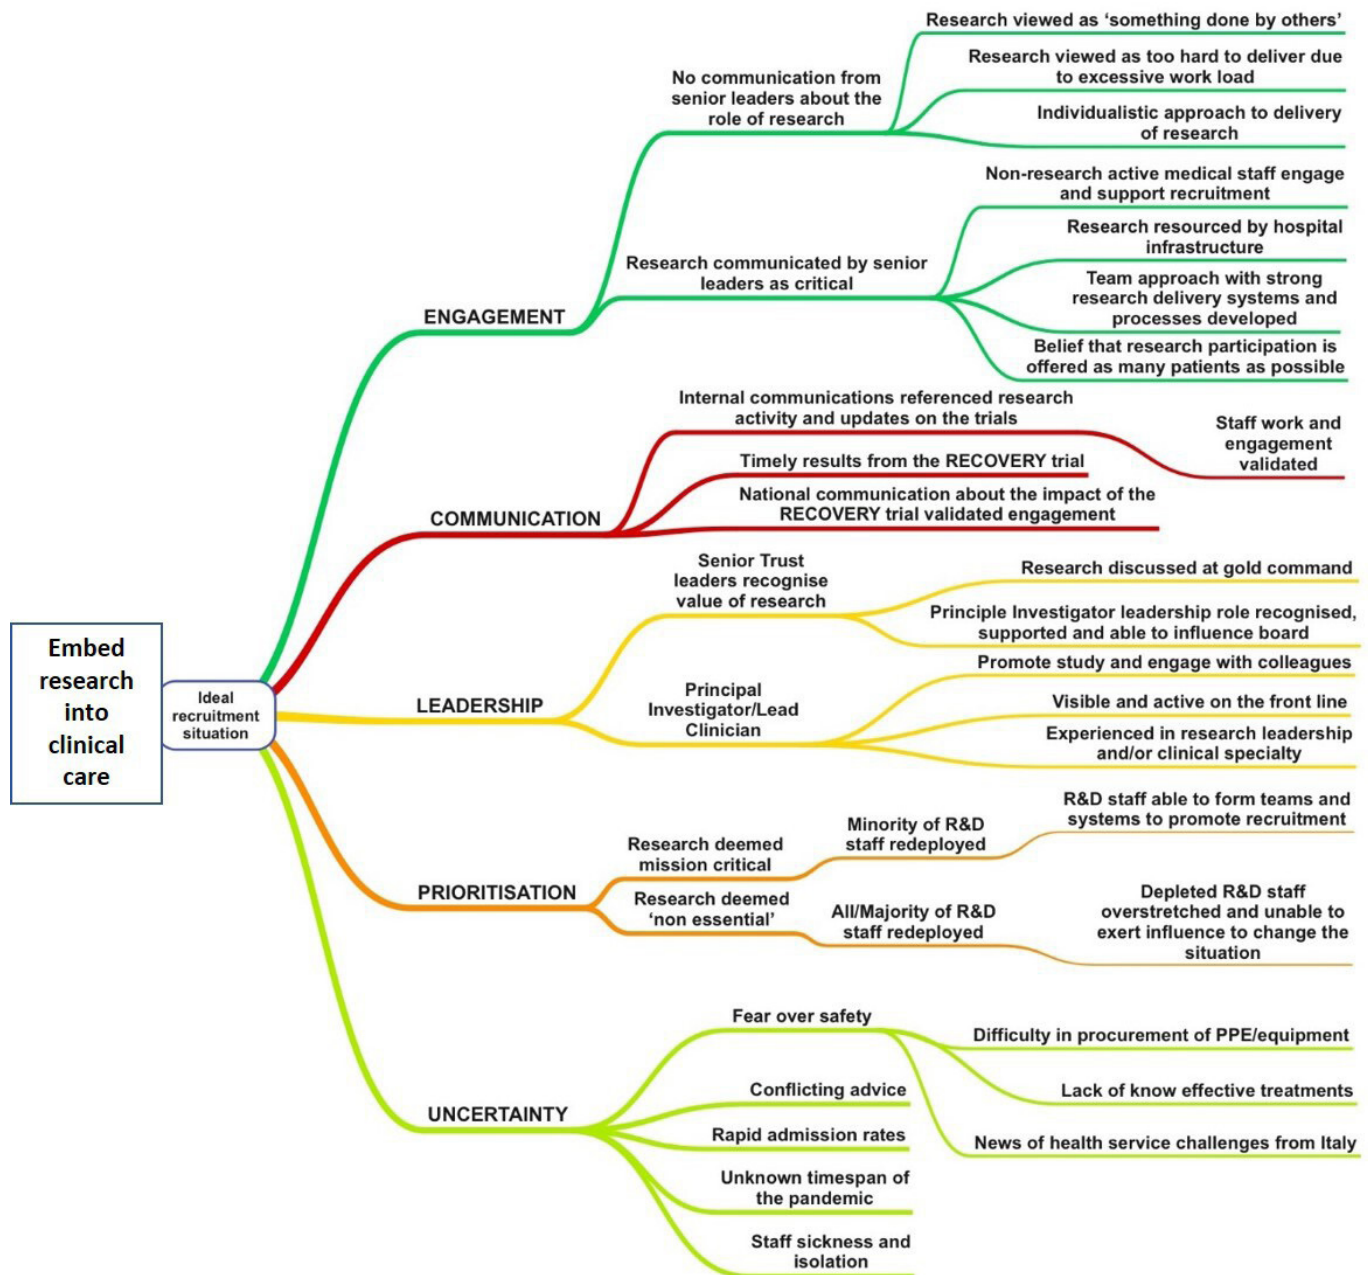 Research viewed as ‘something done by others’
Research viewed as too hard to deliver due
to excessive work load
No communication from
senior leaders about the
role of research
Individualistic approach to delivery
of research
Non-research active medical staff engage
and support recruitment
Research resourced by hospital
infrastructure
Research communicated by senior
leaders as critical
Team approach with strong
research delivery systems and
processes developed
ENGAGEMENT
Belief that research participation is
offered as many patients as possible
Internal communications referenced research
activity and updates on the trials
Staff work and
engagement
validated
Timely results from the RECOVERY trial
National communication about the impact of the
RECOVERY trial validated engagement
COMMUNICATION
Senior Trust
leaders recognise
value of research
Research discussed at gold command
Principle Investigator leadership role recognised,
supported and able to influence board
Embed
research
into
clinical
care
Ideal
recruitment
situation
LEADERSHIP
Principal
Investigator/Lead
Clinician
Promote study and engage with colleagues
Visible and active on the front line
Experienced in research leadership
and/or clinical specialty
PRIORITISATION
Research deemed
mission critical
Minority of R&D
staff redeployed
R&D staff able to form teams and
systems to promote recruitment
Research deemed
‘non essential’
All/Majority of R&D
staff redeployed
Depleted R&D staff
overstretched and unable to
exert influence to change the
situation
UNCERTAINTY
Fear over safety
Difficulty in procurement of PPE/equipment
Lack of know effective treatments
News of health service challenges from Italy
Conflicting advice
Rapid admission rates
Unknown timespan of
the pandemic
Staff sickness and
isolation